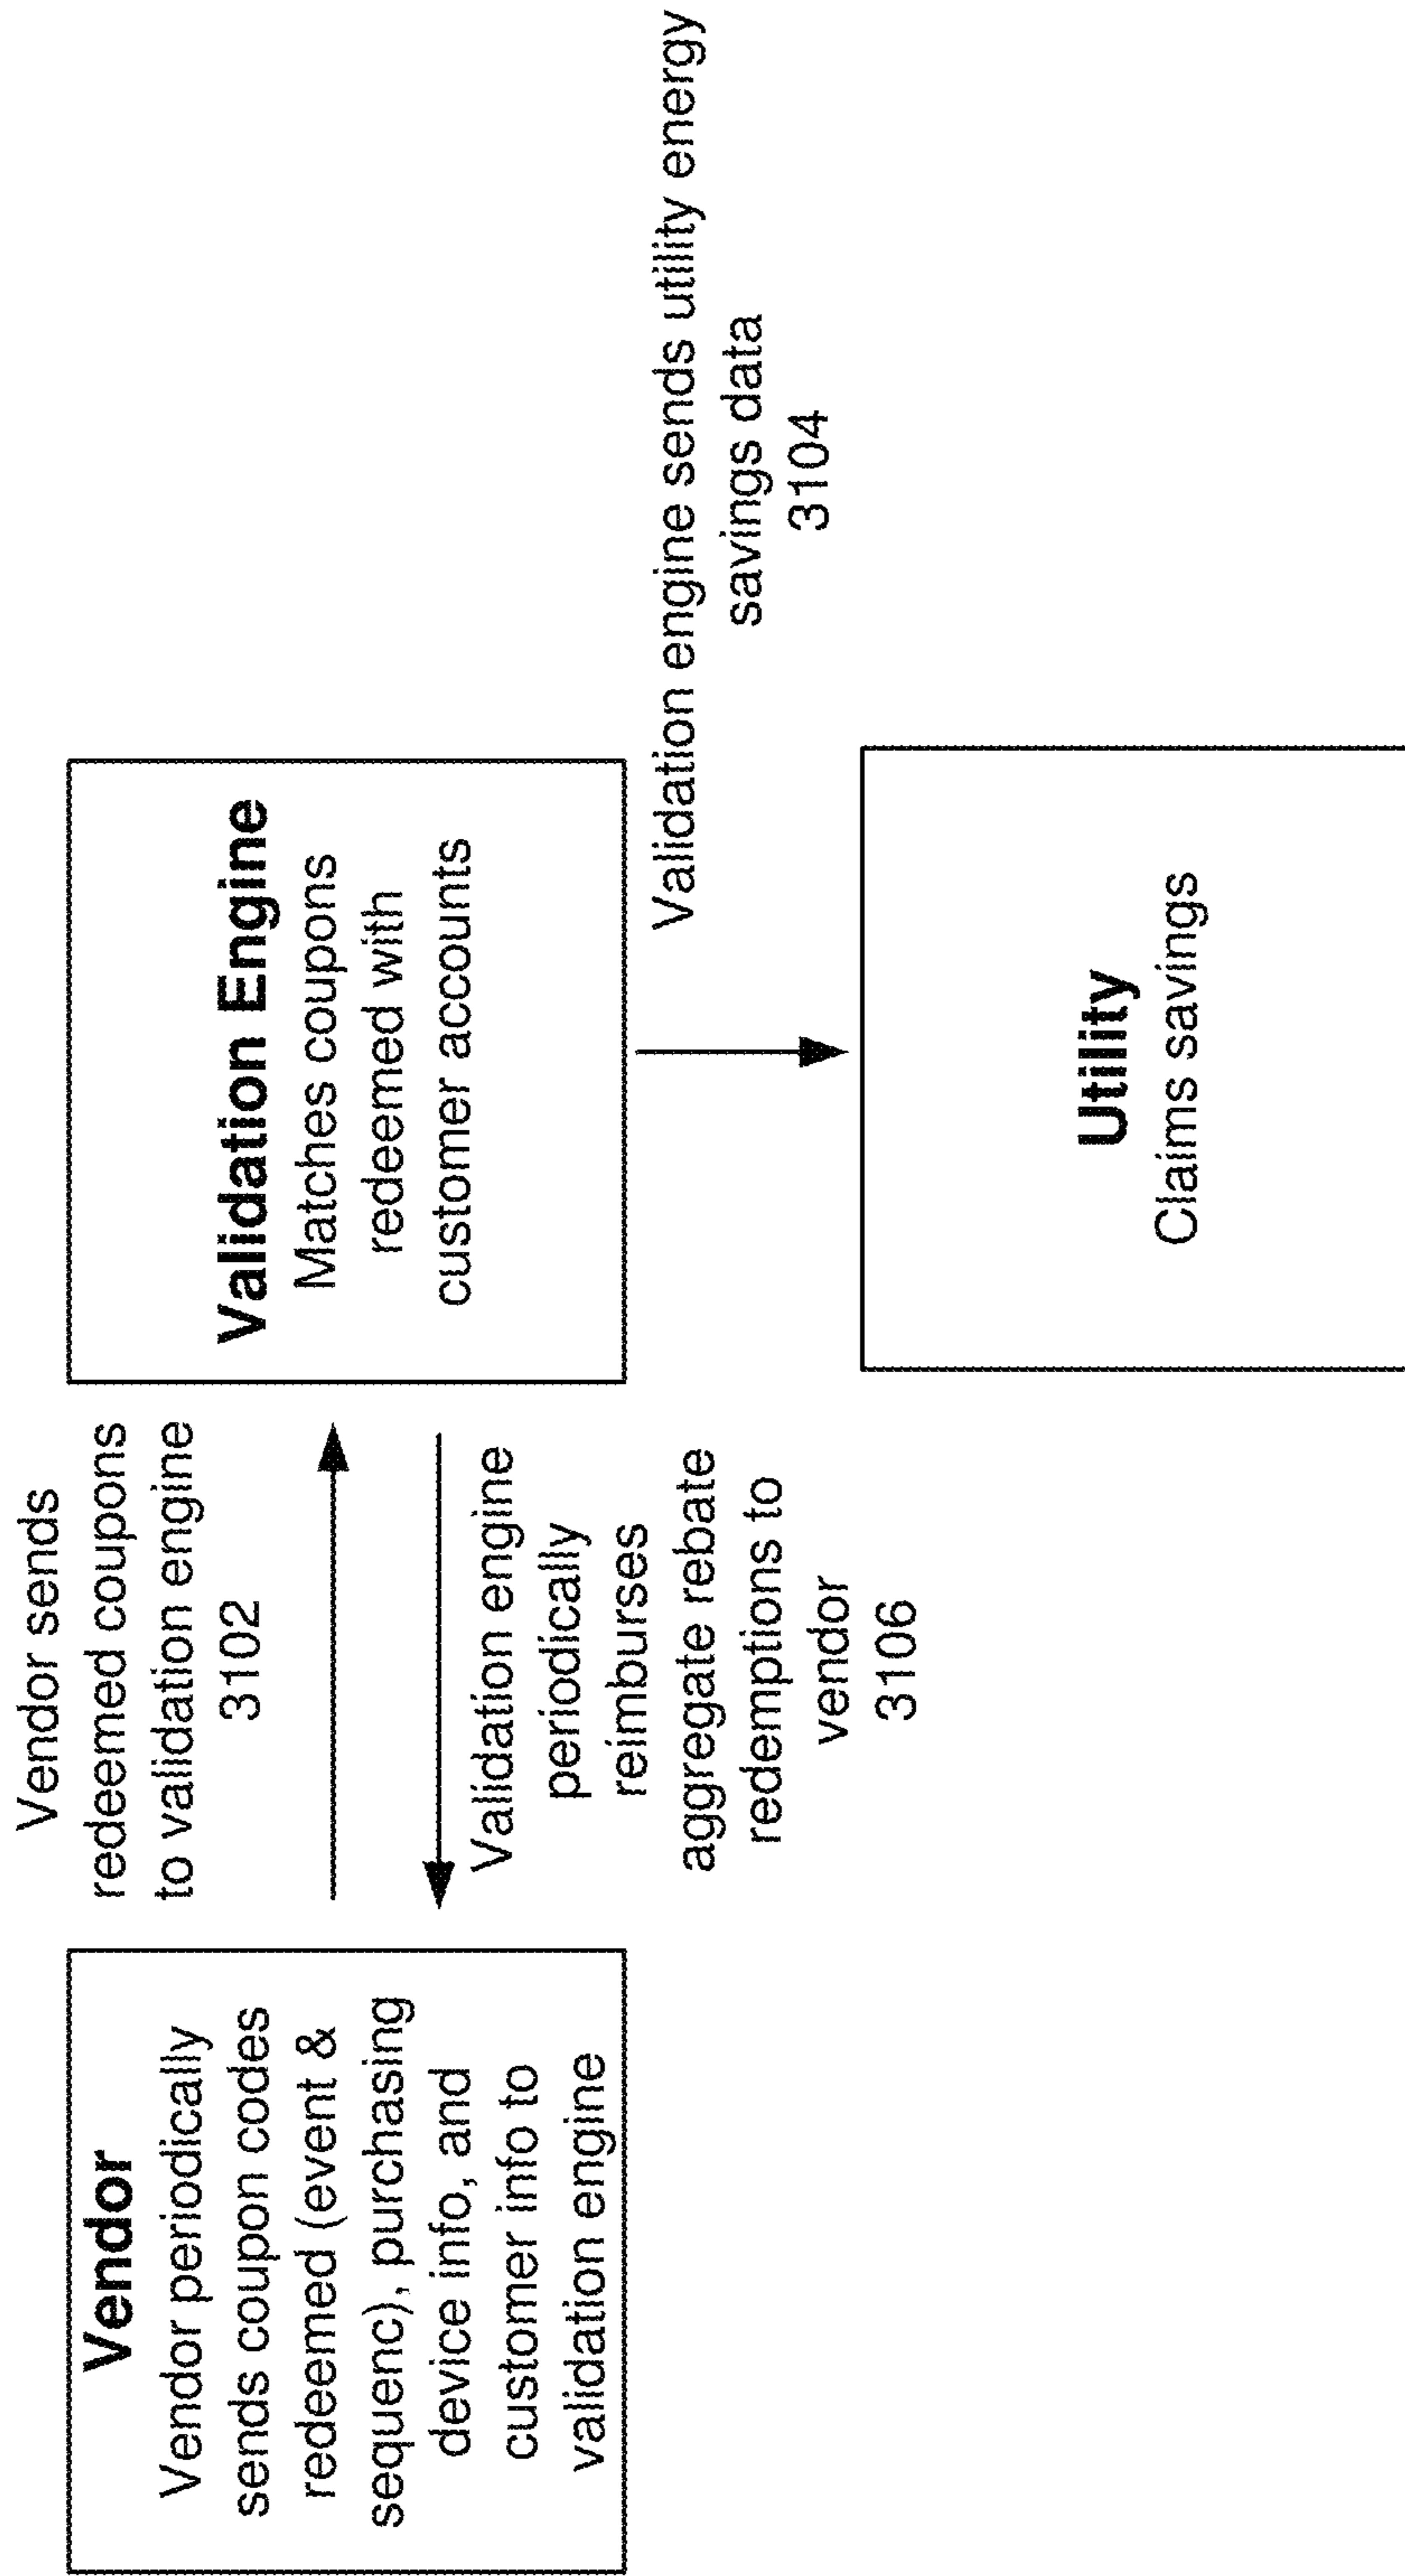 Vendor
Vendor periodically
sends coupon codes
redeemed (event &
sequenc), purchasing
device info, and
customer info to
validation engine
Vendor sends
redeemed coupons
to validation engine
3102
Validation engine
periodically
reimburses
aggregate rebate
redemptions to
vendor
3106
Validation Engine
Matches coupons
redeemed with
customer accounts
Validation engine sends utility energy
savings data
3104
Utility
Claims savings